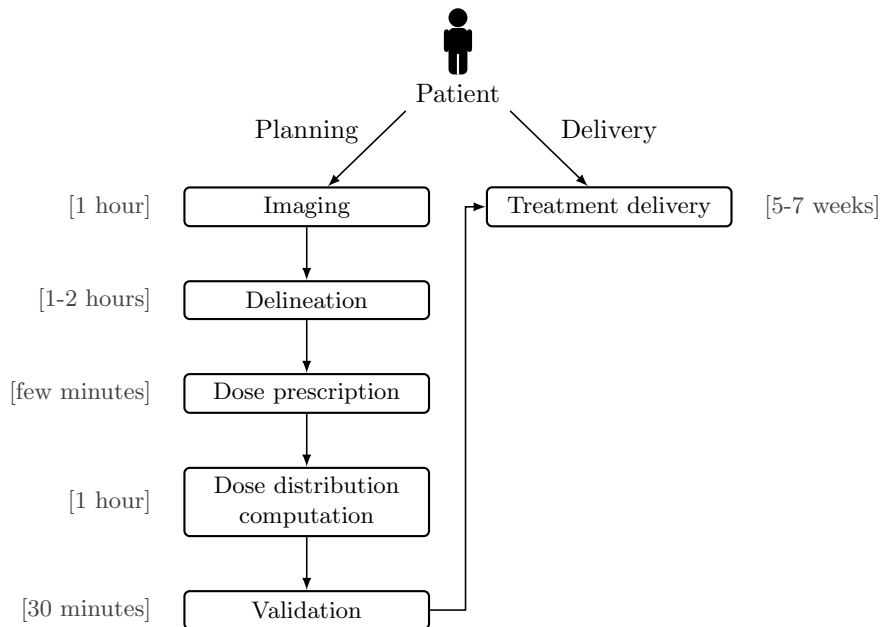 Patient
Planning
Delivery
[1 hour]
Imaging
Treatment delivery
[5-7 weeks]
[1-2 hours]
Delineation
[few minutes]
Dose prescription
[1 hour]
Dose distribution
computation
[30 minutes]
Validation